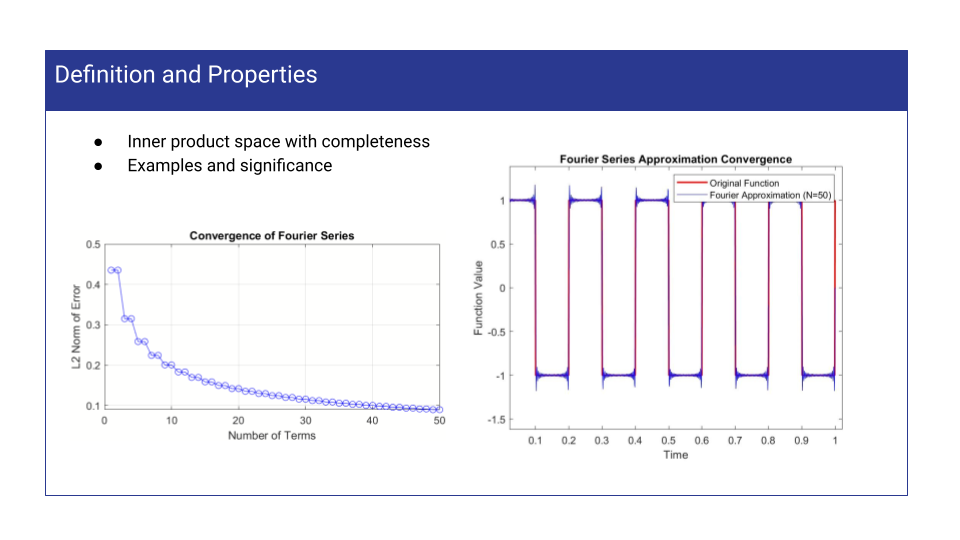 Definition and Properties
● Inner product space with completeness
● Examples and significance
Convergence of Fourier Series
L2 Norm of Error
0.5
0.4
0.3
0.2
0.1
0 10 20 30 40 50
Number of Terms
Fourier Series Approximation Convergence
Original Function
Fourier Approximation (N=50)
Function Value
1
0.5
0
-0.5
-1
-1.5
0.1 0.2 0.3 0.4 0.5 0.6 0.7 0.8 0.9 1
Time